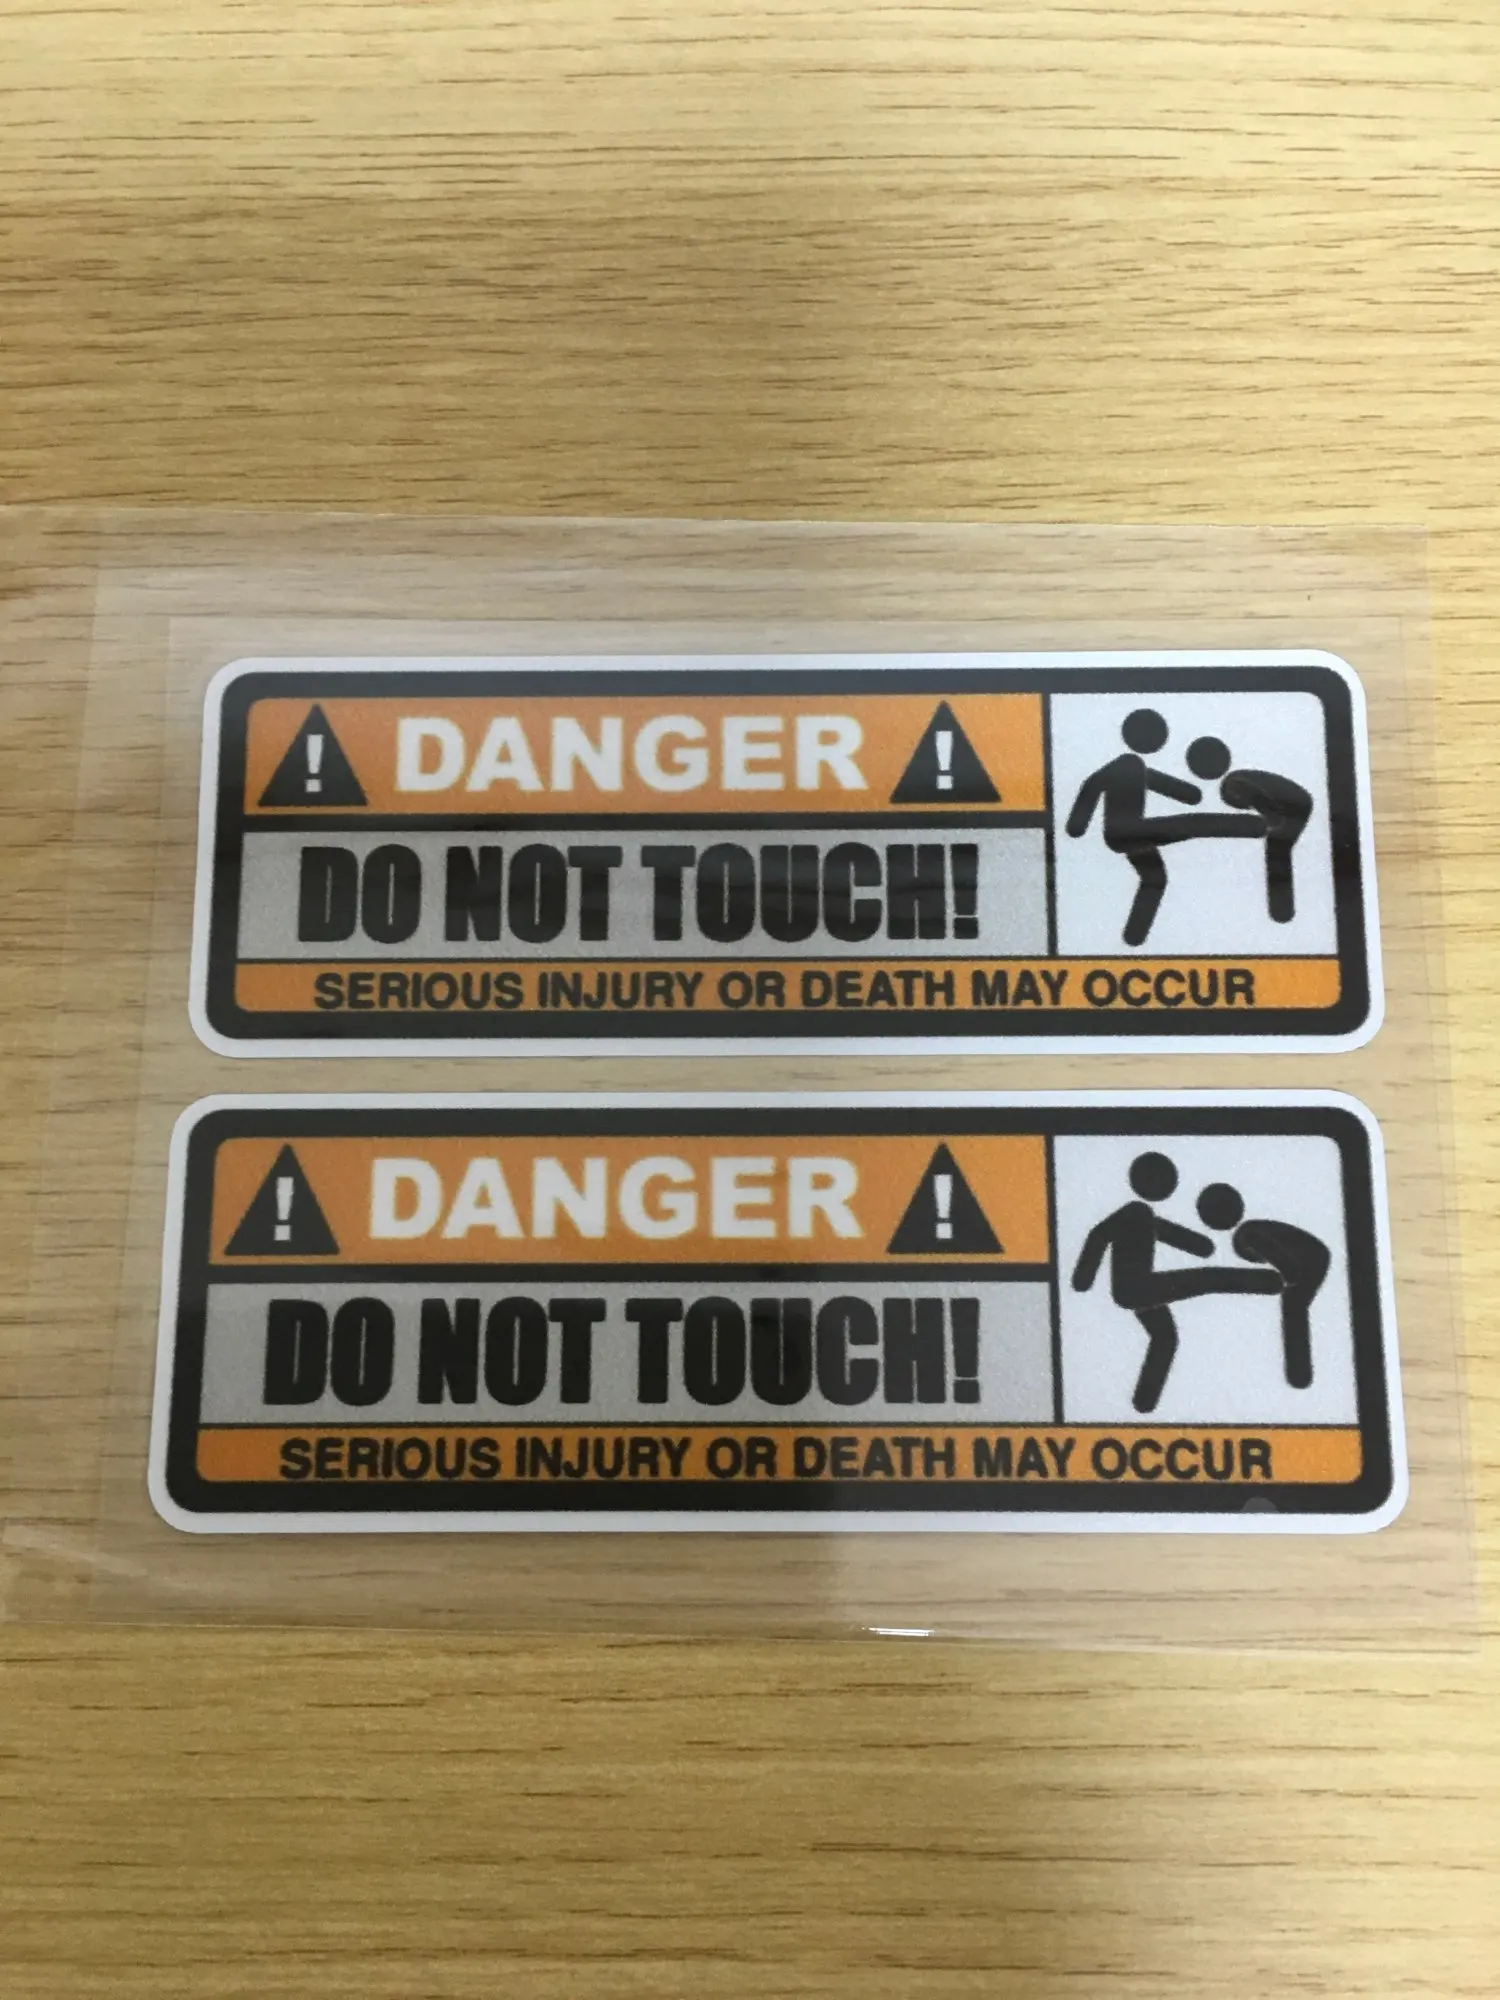 ! DANGER !
DO NOT TOUCH!
SERIOUS INJURY OR DEATH MAY OCCUR
! DANGER !
DO NOT TOUCH!
SERIOUS INJURY OR DEATH MAY OCCUR